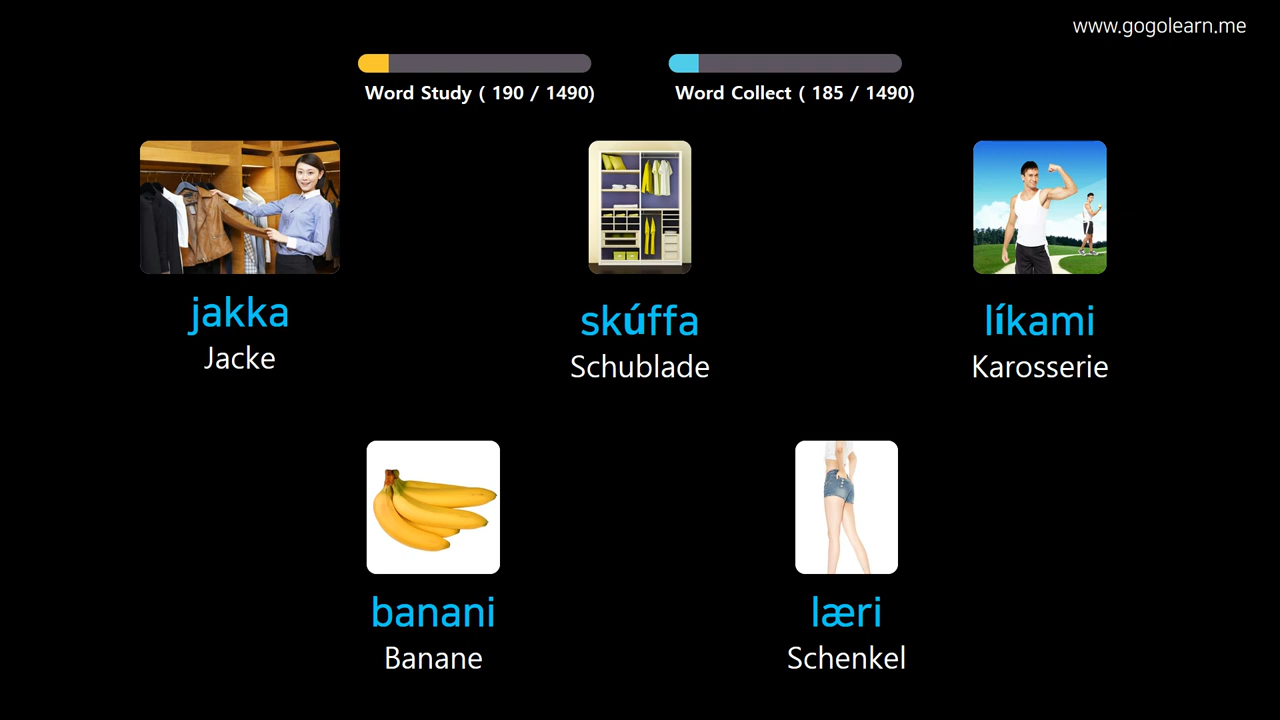 www.gogolearn.me
Word Study ( 190 / 1490)
Word Collect ( 185 / 1490)
jakka
Jacke
skúffa
Schublade
líkami
Karosserie
banani
Banane
læri
Schenkel